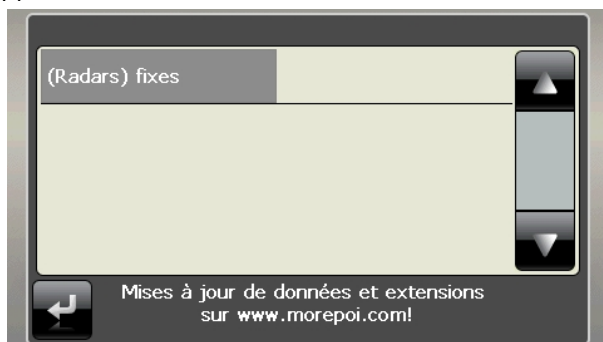 (Radars) fixes
Mises à jour de données et extensions
sur www.morepoi.com!